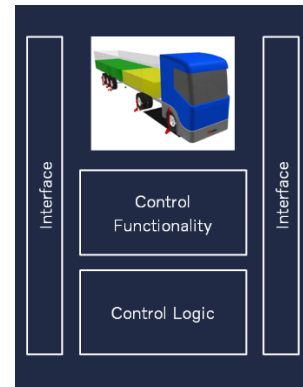 Interface
Control
Functionality
Control Logic
Interface